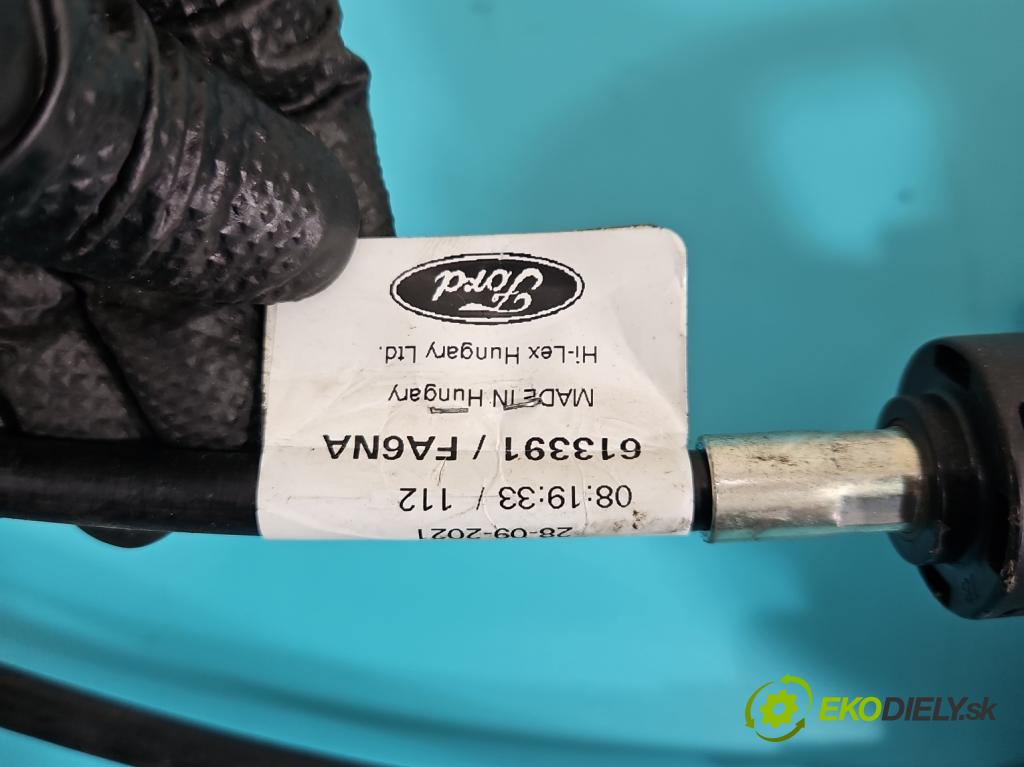 28-09-2021
08:19:33 / 112
613391 / FA6NA
MADE IN Hungary
Hi-Lex Hungary Ltd.
Ford
EKODIELY.sk